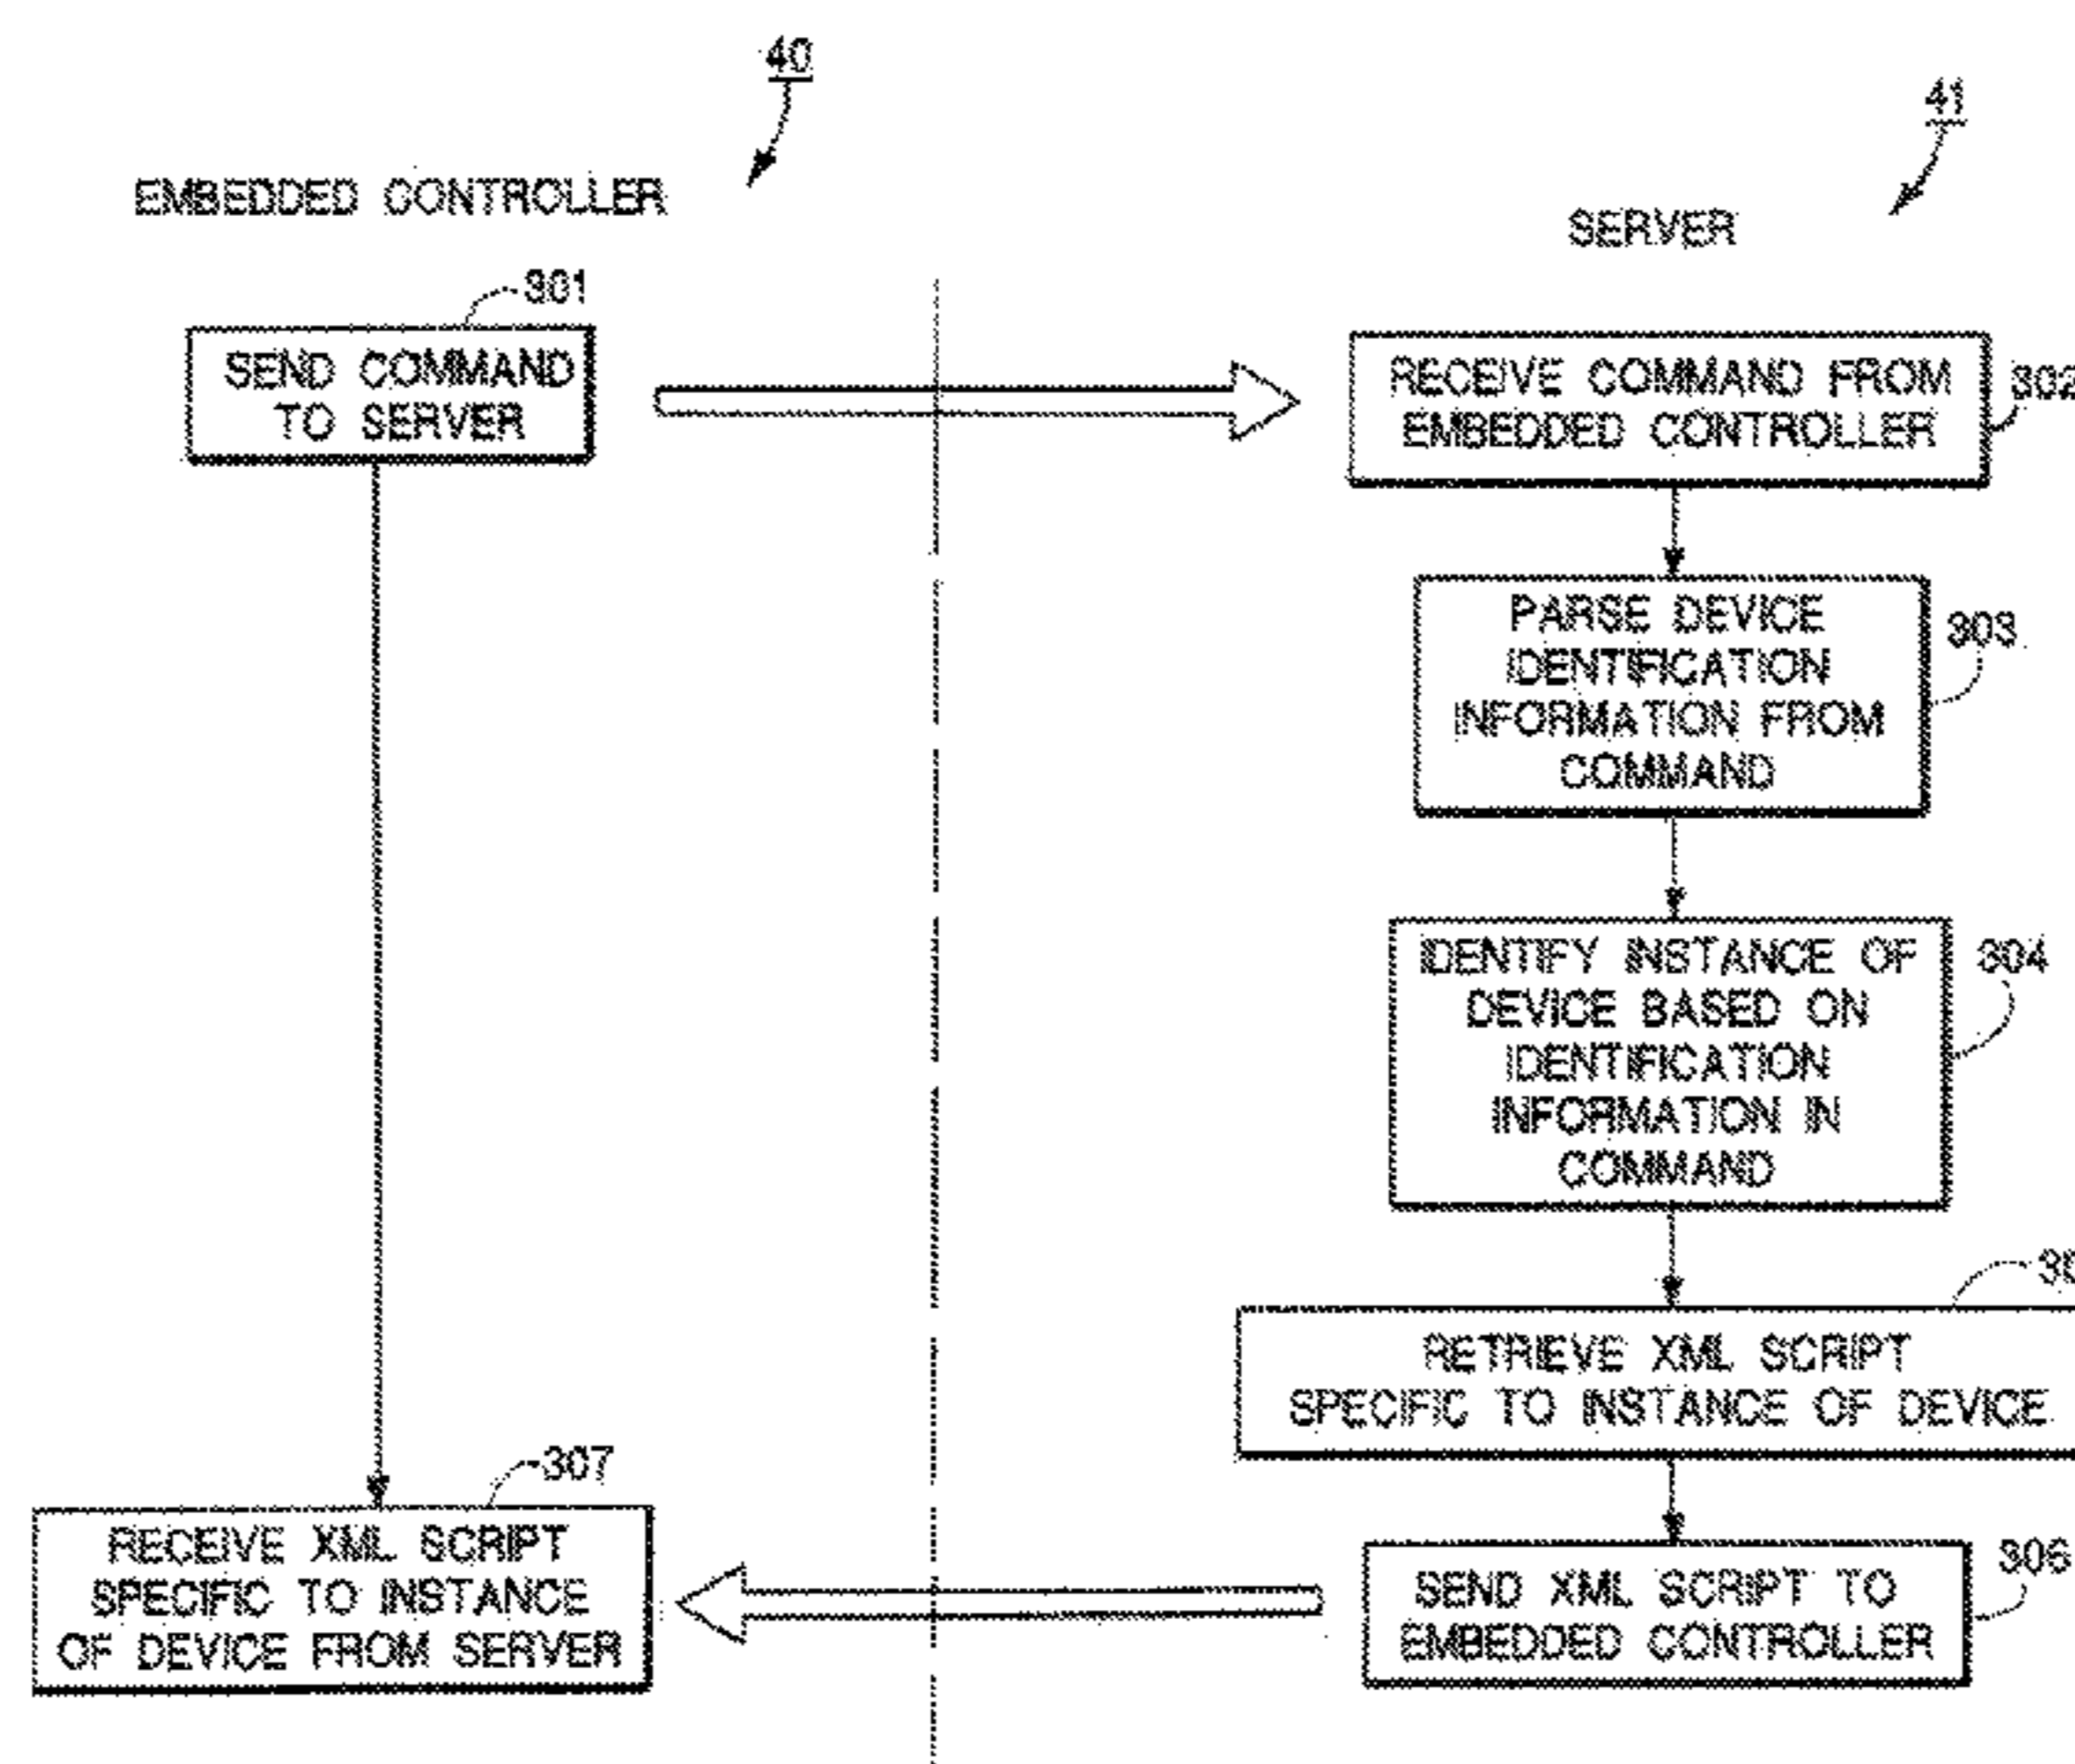 40
41
EMBEDDED CONTROLLER
SERVER
301
SEND COMMAND
TO SERVER
RECEIVE COMMAND FROM
EMBEDDED CONTROLLER
302
PARSE DEVICE
IDENTIFICATION
INFORMATION FROM
COMMAND
303
IDENTIFY INSTANCE OF
DEVICE BASED ON
IDENTIFICATION
INFORMATION IN
COMMAND
304
RETRIEVE XML SCRIPT
SPECIFIC TO INSTANCE OF DEVICE
307
RECEIVE XML SCRIPT
SPECIFIC TO INSTANCE
OF DEVICE FROM SERVER
SEND XML SCRIPT TO
EMBEDDED CONTROLLER
306